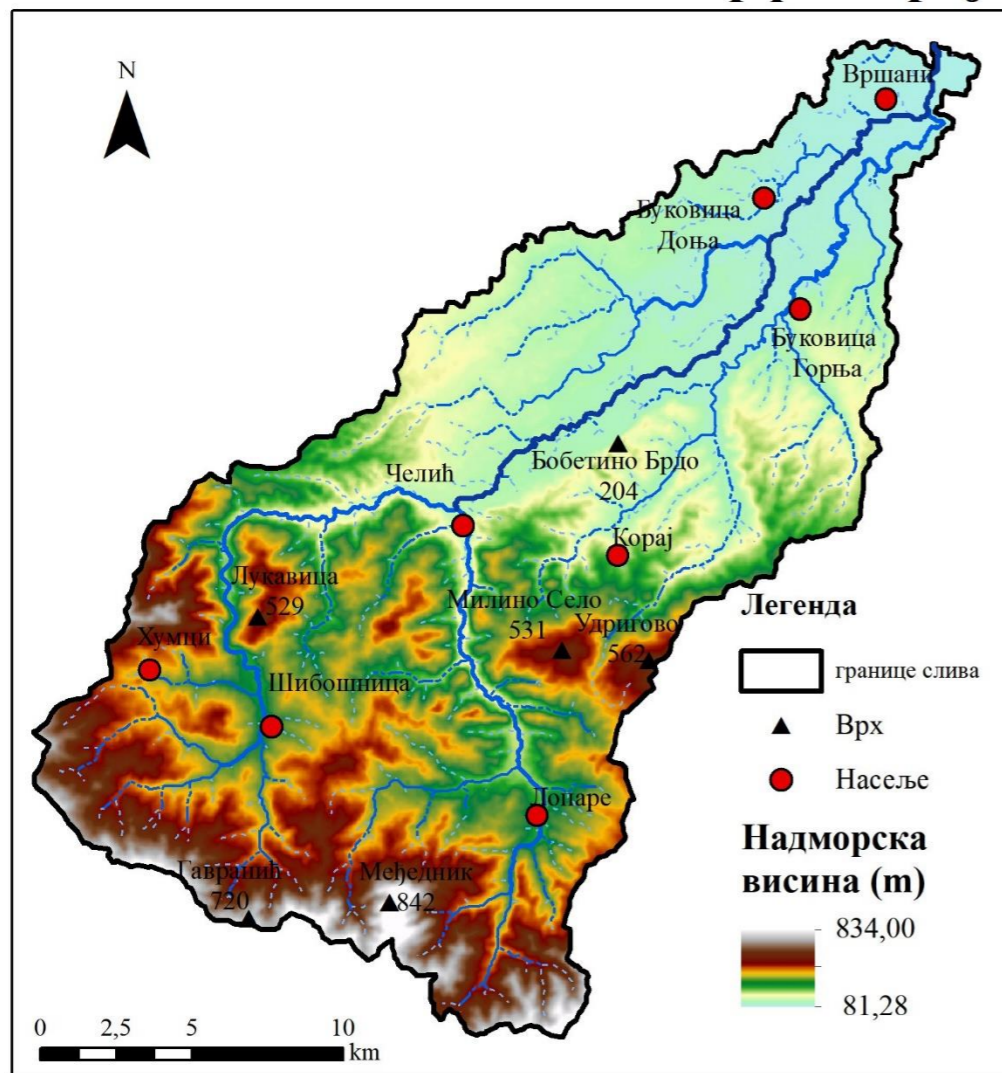 N
Вршани
Буковица
Доња
Буковица
Горња
Бобетино Брдо
204
Челић
Корај
Лукавица
529
Милино Село
531
Удригово
562
Хумци
Шибошница
Лопаре
Гавранић
720
Међедник
842
Легенда
границе слива
Врх
Насеље
Надморска
висина (m)
834,00
81,28
0 2,5 5 10
km